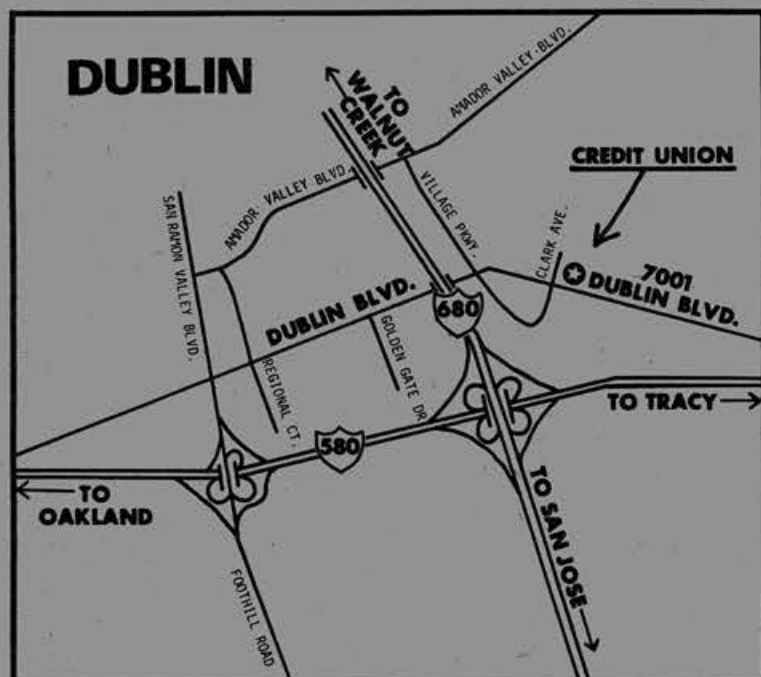 DUBLIN
TO
WALNUT
CREEK
AMADOR VALLEY BLVD.
CREDIT UNION
AMADOR VALLEY BLVD.
SAN RAMON VALLEY BLVD.
VILLAGE PKWY.
CLARK AVE.
7001
DUBLIN BLVD.
DUBLIN BLVD.
680
GOLDEN GATE DR
REGIONAL CT.
580
TO TRACY
TO
OAKLAND
TO SAN JOSE
FOOTHILL ROAD